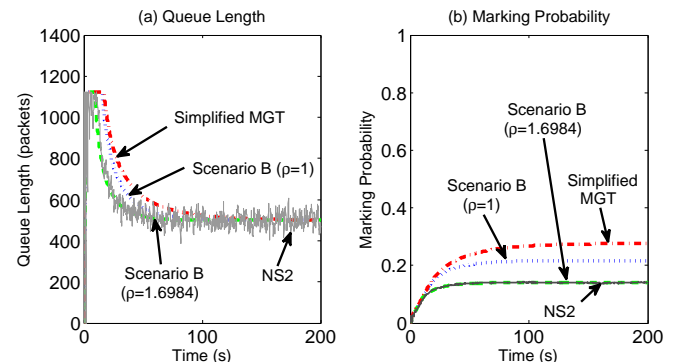 (a) Queue Length
1400
1200
1000
800
600
400
200
0
0
100
200
Time (s)
Queue Length (packets)
Simplified MGT
Scenario B (ρ=1)
Scenario B
(ρ=1.6984)
NS2
(b) Marking Probability
1
0.8
0.6
0.4
0.2
0
0
50
100
150
200
Time (s)
Marking Probability
Scenario B
(ρ=1.6984)
Scenario B
(ρ=1)
Simplified
MGT
NS2